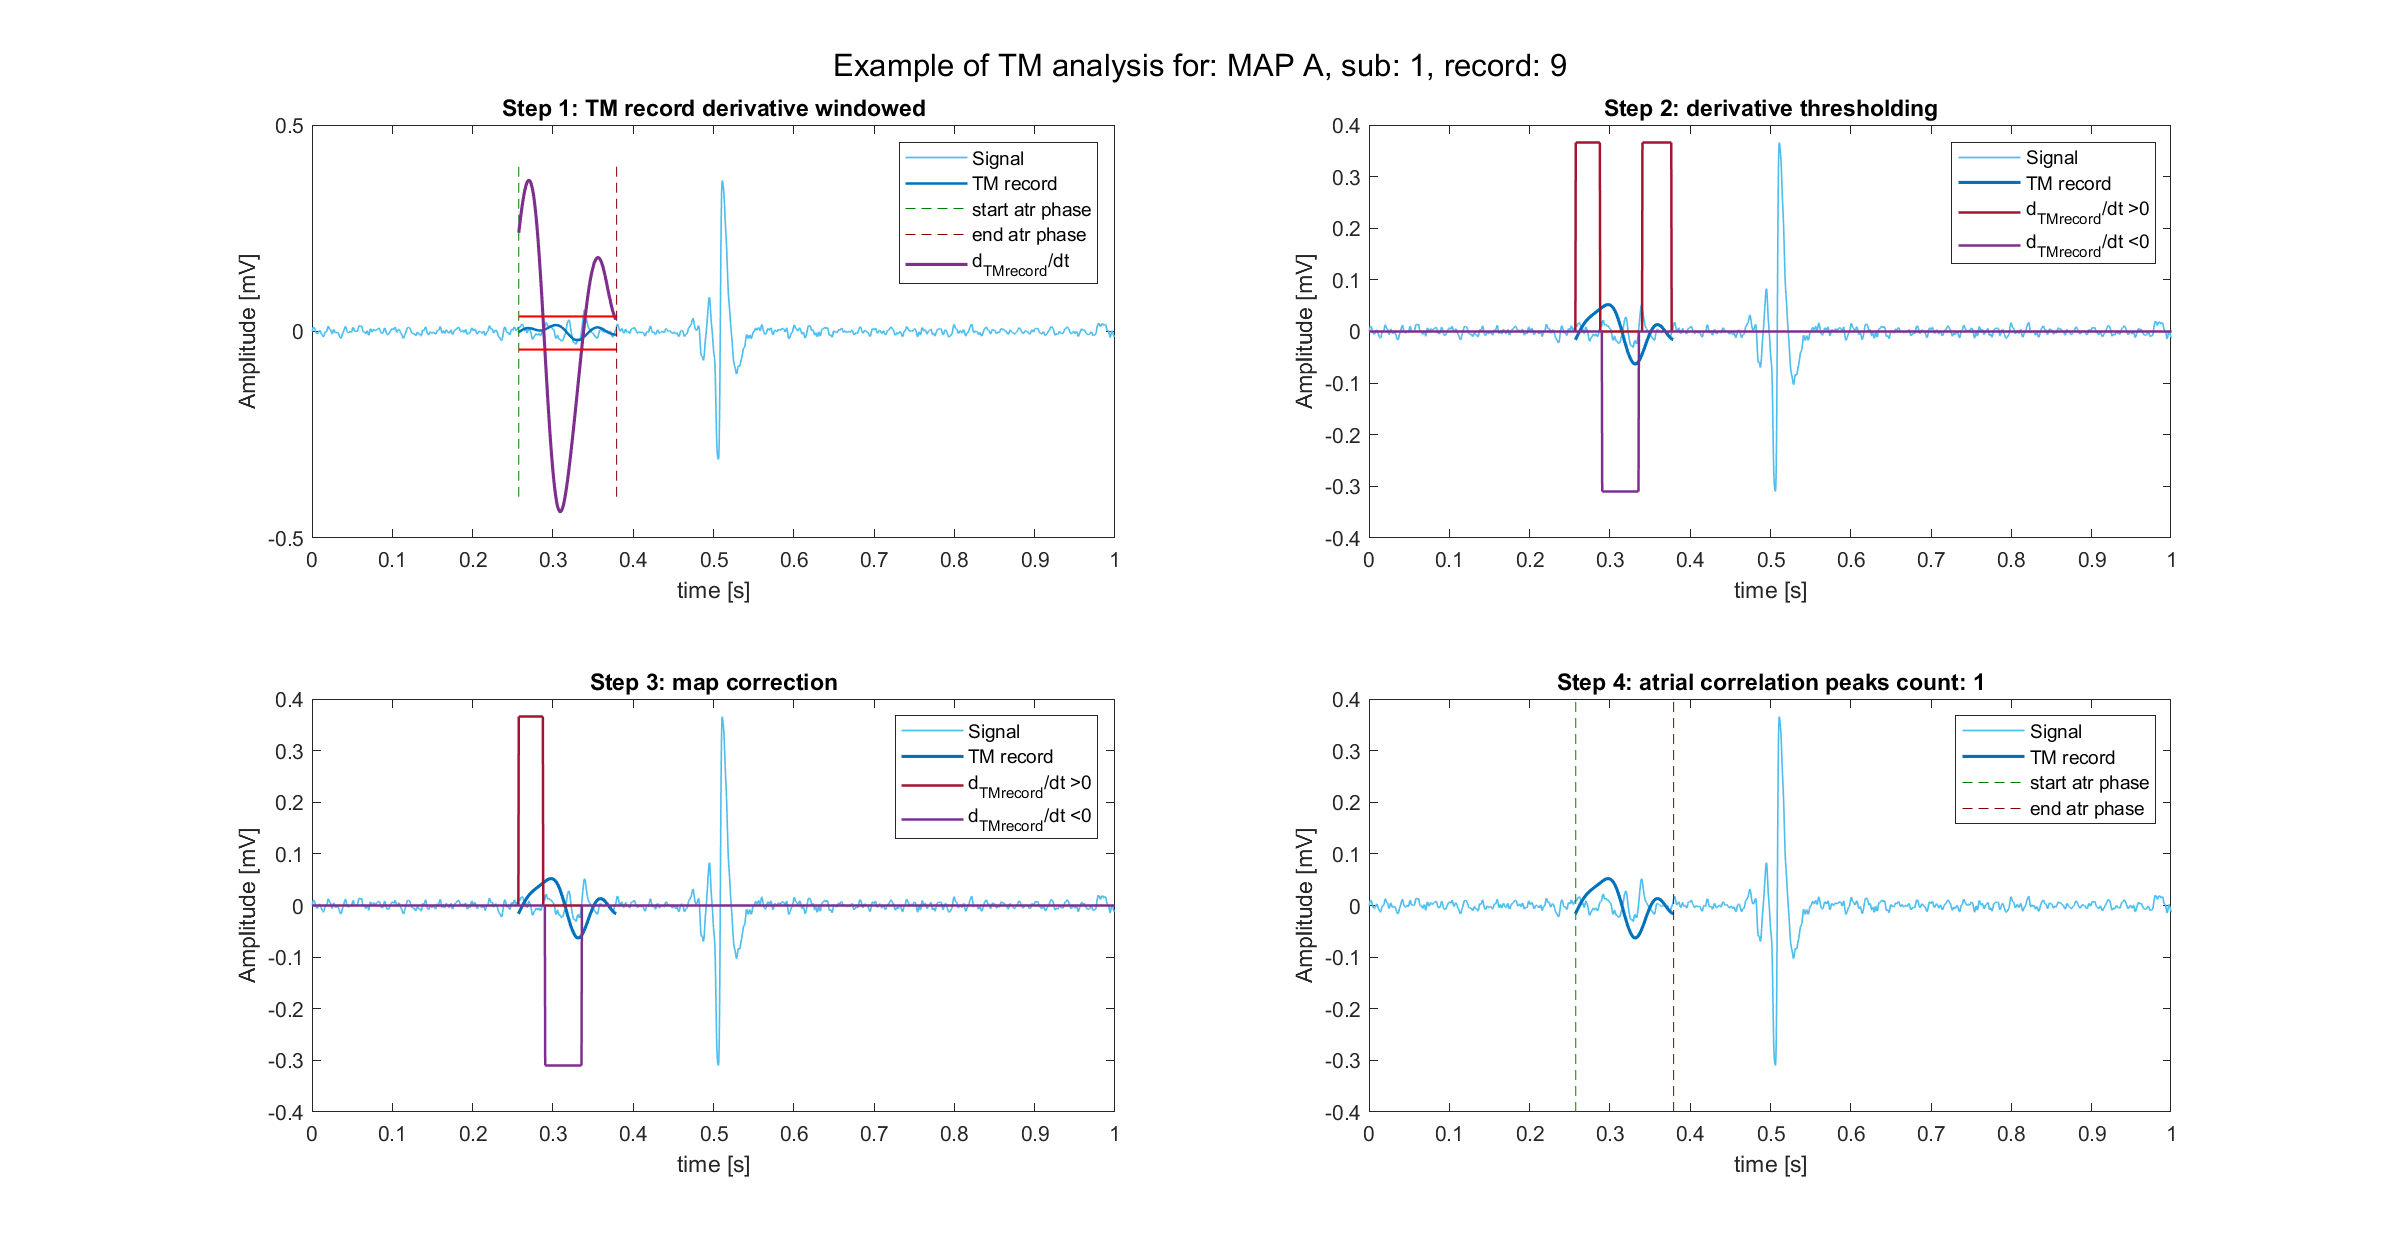 Example of TM analysis for: MAP A, sub: 1, record: 9
Step 1: TM record derivative windowed
0.5
0
-0.5
Amplitude [mV]
0 0.1 0.2 0.3 0.4 0.5 0.6 0.7 0.8 0.9 1
time [s]
Signal
TM record
start atr phase
end atr phase
dTMrecord/dt
Step 2: derivative thresholding
0.4
0.3
0.2
0.1
0
-0.1
-0.2
-0.3
-0.4
Amplitude [mV]
0 0.1 0.2 0.3 0.4 0.5 0.6 0.7 0.8 0.9 1
time [s]
Signal
TM record
dTMrecord/dt >0
dTMrecord/dt <0
Step 3: map correction
0.4
0.3
0.2
0.1
0
-0.1
-0.2
-0.3
-0.4
Amplitude [mV]
0 0.1 0.2 0.3 0.4 0.5 0.6 0.7 0.8 0.9 1
time [s]
Signal
TM record
dTMrecord/dt >0
dTMrecord/dt <0
Step 4: atrial correlation peaks count: 1
0.4
0.3
0.2
0.1
0
-0.1
-0.2
-0.3
-0.4
Amplitude [mV]
0 0.1 0.2 0.3 0.4 0.5 0.6 0.7 0.8 0.9 1
time [s]
Signal
TM record
start atr phase
end atr phase